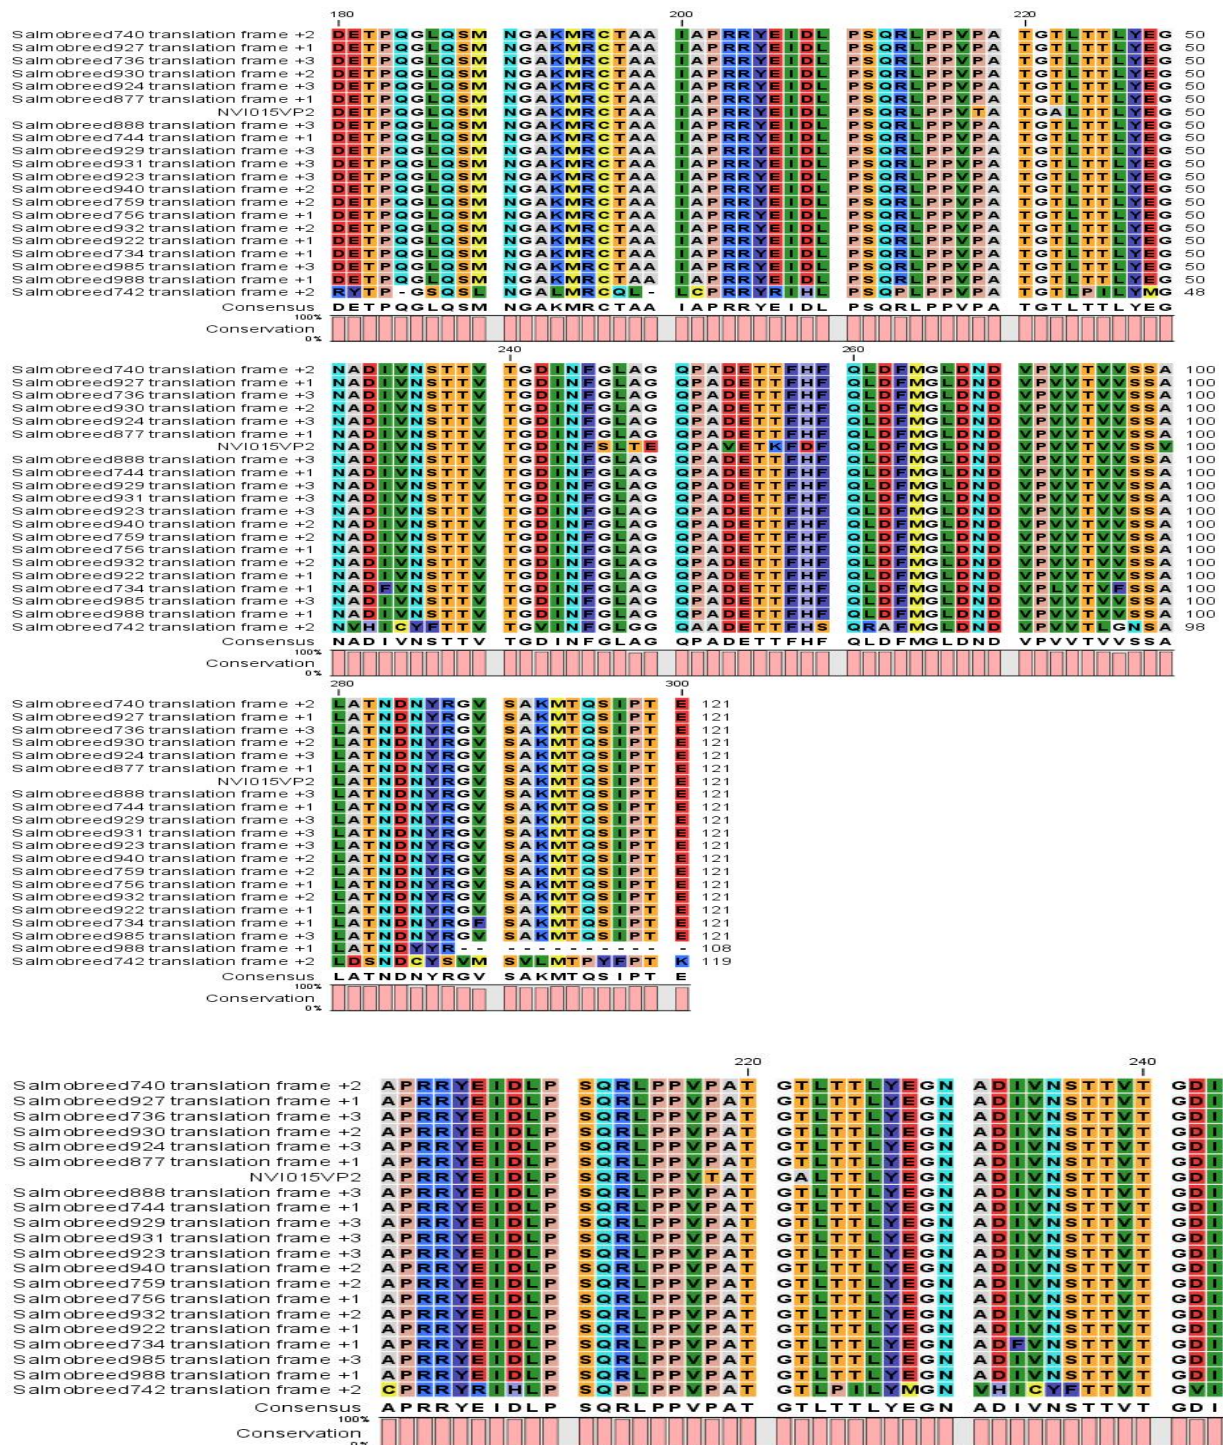 180 200 220
Salmobreed740 translation frame +2 DETPQGLQSM NGAKMRCTAA IAPRRYEIDL PSQRLPPVPA TGTLTTLYEG 50
Salmobreed927 translation frame +1 DETPQGLQSM NGAKMRCTAA IAPRRYEIDL PSQRLPPVPA TGTLTTLYEG 50
Salmobreed736 translation frame +3 DETPQGLQSM NGAKMRCTAA IAPRRYEIDL PSQRLPPVPA TGTLTTLYEG 50
Salmobreed930 translation frame +2 DETPQGLQSM NGAKMRCTAA IAPRRYEIDL PSQRLPPVPA TGTLTTLYEG 50
Salmobreed924 translation frame +3 DETPQGLQSM NGAKMRCTAA IAPRRYEIDL PSQRLPPVPA TGTLTTLYEG 50
Salmobreed877 translation frame +1 DETPQGLQSM NGAKMRCTAA IAPRRYEIDL PSQRLPPVPA TGTLTTLYEG 50
NVI015VP2 DETPQGLQSM NGAKMRCTAA IAPRRYEIDL PSQRLPPVTA TGALTTLYEG 50
Salmobreed888 translation frame +3 DETPQGLQSM NGAKMRCTAA IAPRRYEIDL PSQRLPPVPA TGTLTTLYEG 50
Salmobreed744 translation frame +1 DETPQGLQSM NGAKMRCTAA IAPRRYEIDL PSQRLPPVPA TGTLTTLYEG 50
Salmobreed929 translation frame +3 DETPQGLQSM NGAKMRCTAA IAPRRYEIDL PSQRLPPVPA TGTLTTLYEG 50
Salmobreed931 translation frame +3 DETPQGLQSM NGAKMRCTAA IAPRRYEIDL PSQRLPPVPA TGTLTTLYEG 50
Salmobreed923 translation frame +3 DETPQGLQSM NGAKMRCTAA IAPRRYEIDL PSQRLPPVPA TGTLTTLYEG 50
Salmobreed940 translation frame +2 DETPQGLQSM NGAKMRCTAA IAPRRYEIDL PSQRLPPVPA TGTLTTLYEG 50
Salmobreed759 translation frame +2 DETPQGLQSM NGAKMRCTAA IAPRRYEIDL PSQRLPPVPA TGTLTTLYEG 50
Salmobreed756 translation frame +1 DETPQGLQSM NGAKMRCTAA IAPRRYEIDL PSQRLPPVPA TGTLTTLYEG 50
Salmobreed932 translation frame +2 DETPQGLQSM NGAKMRCTAA IAPRRYEIDL PSQRLPPVPA TGTLTTLYEG 50
Salmobreed922 translation frame +1 DETPQGLQSM NGAKMRCTAA IAPRRYEIDL PSQRLPPVPA TGTLTTLYEG 50
Salmobreed734 translation frame +1 DETPQGLQSM NGAKMRCTAA IAPRRYEIDL PSQRLPPVPA TGTLTTLYEG 50
Salmobreed985 translation frame +3 DETPQGLQSM NGAKMRCTAA IAPRRYEIDL PSQRLPPVPA TGTLTTLYEG 50
Salmobreed988 translation frame +1 DETPQGLQSM NGAKMRCTAA IAPRRYEIDL PSQRLPPVPA TGTLTTLYEG 50
Salmobreed742 translation frame +2 RYTP-GSQSL NGALMRCQL- LCPRRYRIHL PSQPLPPVPA TGTLPILYMG 48
Consensus DETPQGLQSM NGAKMRCTAA IAPRRYEIDL PSQRLPPVPA TGTLTTLYEG
100%
Conservation
0%
240 260
Salmobreed740 translation frame +2 NADIVNSTTV TGDINFGLAG QPADETTFHF QLDFMGLDND VPVVTVVSSA 100
Salmobreed927 translation frame +1 NADIVNSTTV TGDINFGLAG QPADETTFHF QLDFMGLDND VPVVTVVSSA 100
Salmobreed736 translation frame +3 NADIVNSTTV TGDINFGLAG QPADETTFHF QLDFMGLDND VPVVTVVSSA 100
Salmobreed930 translation frame +2 NADIVNSTTV TGDINFGLAG QPADETTFHF QLDFMGLDND VPVVTVVSSA 100
Salmobreed924 translation frame +3 NADIVNSTTV TGDINFGLAG QPADETTFHF QLDFMGLDND VPVVTVVSSA 100
Salmobreed877 translation frame +1 NADIVNSTTV TGDINFGLAG QPADETTFHF QLDFMGLDND VPVVTVVSSA 100
NVI015VP2 NADIVNSTTV TGDINFSLTE QPAVETKFDF QLDFMGLDND VPVVTVVSSV 100
Salmobreed888 translation frame +3 NADIVNSTTV TGDINFGLAG QPADETTFHF QLDFMGLDND VPVVTVVSSA 100
Salmobreed744 translation frame +1 NADIVNSTTV TGDINFGLAG QPADETTFHF QLDFMGLDND VPVVTVVSSA 100
Salmobreed929 translation frame +3 NADIVNSTTV TGDINFGLAG QPADETTFHF QLDFMGLDND VPVVTVVSSA 100
Salmobreed931 translation frame +3 NADIVNSTTV TGDINFGLAG QPADETTFHF QLDFMGLDND VPVVTVVSSA 100
Salmobreed923 translation frame +3 NADIVNSTTV TGDINFGLAG QPADETTFHF QLDFMGLDND VPVVTVVSSA 100
Salmobreed940 translation frame +2 NADIVNSTTV TGDINFGLAG QPADETTFHF QLDFMGLDND VPVVTVVSSA 100
Salmobreed759 translation frame +2 NADIVNSTTV TGDINFGLAG QPADETTFHF QLDFMGLDND VPVVTVVSSA 100
Salmobreed756 translation frame +1 NADIVNSTTV TGDINFGLAG QPADETTFHF QLDFMGLDND VPVVTVVSSA 100
Salmobreed932 translation frame +2 NADIVNSTTV TGDINFGLAG QPADETTFHF QLDFMGLDND VPVVTVVSSA 100
Salmobreed922 translation frame +1 NADIVNSTTV TGDINFGLAG QPADETTFHF QLDFMGLDND VPVVTVVSSA 100
Salmobreed734 translation frame +1 NADFVNSTTV TGDINFGLAG QPADETTFHF QLDFMGLDND VPLVTVFSSA 100
Salmobreed985 translation frame +3 NADIVNSTTV TGDINFGLAG QPADETTFHF QLDFMGLDND VPVVTVVSSA 100
Salmobreed988 translation frame +1 NADIVNSTTV TGDINFGLAG QPADETTFHF QLDFMGLDND VPVVTVVSSA 100
Salmobreed742 translation frame +2 NVHICYFTTV TGVINFGLAG QAADETTFHS QRAFMGLDND VPVVTLGNSA 98
Consensus NADIVNSTTV TGDINFGLAG QPADETTFHF QLDFMGLDND VPVVTVVSSA
100%
Conservation
0%
280 300
Salmobreed740 translation frame +2 LATNDNYRGV SAKMTQSIPT E 121
Salmobreed927 translation frame +1 LATNDNYRGV SAKMTQSIPT E 121
Salmobreed736 translation frame +3 LATNDNYRGV SAKMTQSIPT E 121
Salmobreed930 translation frame +2 LATNDNYRGV SAKMTQSIPT E 121
Salmobreed924 translation frame +3 LATNDNYRGV SAKMTQSIPT E 121
Salmobreed877 translation frame +1 LATNDNYRGV SAKMTQSIPT E 121
NVI015VP2 LATNDNYRGV SAKMTQSIPT E 121
Salmobreed888 translation frame +3 LATNDNYRGV SAKMTQSIPT E 121
Salmobreed744 translation frame +1 LATNDNYRGV SAKMTQSIPT E 121
Salmobreed929 translation frame +3 LATNDNYRGV SAKMTQSIPT E 121
Salmobreed931 translation frame +3 LATNDNYRGV SAKMTQSIPT E 121
Salmobreed923 translation frame +3 LATNDNYRGV SAKMTQSIPT E 121
Salmobreed940 translation frame +2 LATNDNYRGV SAKMTQSIPT E 121
Salmobreed759 translation frame +2 LATNDNYRGV SAKMTQSIPT E 121
Salmobreed756 translation frame +1 LATNDNYRGV SAKMTQSIPT E 121
Salmobreed932 translation frame +2 LATNDNYRGV SAKMTQSIPT E 121
Salmobreed922 translation frame +1 LATNDNYRGV SAKMTQSIPT E 121
Salmobreed734 translation frame +1 LATNDNYRGF SAKMTQSIPT E 121
Salmobreed985 translation frame +3 LATNDNYRGV SAKMTQSIPT E 121
Salmobreed988 translation frame +1 LATNDYYR-- ---------- - 108
Salmobreed742 translation frame +2 LDSNDCYSVM SVLMTPYFPT K 119
Consensus LATNDNYRGV SAKMTQSIPT E
100%
Conservation
0%
220 240
Salmobreed740 translation frame +2 APRRYEIDLP SQRLPPVPAT GTLTTLYEGN ADIVNSTTVT GDI
Salmobreed927 translation frame +1 APRRYEIDLP SQRLPPVPAT GTLTTLYEGN ADIVNSTTVT GDI
Salmobreed736 translation frame +3 APRRYEIDLP SQRLPPVPAT GTLTTLYEGN ADIVNSTTVT GDI
Salmobreed930 translation frame +2 APRRYEIDLP SQRLPPVPAT GTLTTLYEGN ADIVNSTTVT GDI
Salmobreed924 translation frame +3 APRRYEIDLP SQRLPPVPAT GTLTTLYEGN ADIVNSTTVT GDI
Salmobreed877 translation frame +1 APRRYEIDLP SQRLPPVPAT GTLTTLYEGN ADIVNSTTVT GDI
NVI015VP2 APRRYEIDLP SQRLPPVTAT GALTTLYEGN ADIVNSTTVT GDI
Salmobreed888 translation frame +3 APRRYEIDLP SQRLPPVPAT GTLTTLYEGN ADIVNSTTVT GDI
Salmobreed744 translation frame +1 APRRYEIDLP SQRLPPVPAT GTLTTLYEGN ADIVNSTTVT GDI
Salmobreed929 translation frame +3 APRRYEIDLP SQRLPPVPAT GTLTTLYEGN ADIVNSTTVT GDI
Salmobreed931 translation frame +3 APRRYEIDLP SQRLPPVPAT GTLTTLYEGN ADIVNSTTVT GDI
Salmobreed923 translation frame +3 APRRYEIDLP SQRLPPVPAT GTLTTLYEGN ADIVNSTTVT GDI
Salmobreed940 translation frame +2 APRRYEIDLP SQRLPPVPAT GTLTTLYEGN ADIVNSTTVT GDI
Salmobreed759 translation frame +2 APRRYEIDLP SQRLPPVPAT GTLTTLYEGN ADIVNSTTVT GDI
Salmobreed756 translation frame +1 APRRYEIDLP SQRLPPVPAT GTLTTLYEGN ADIVNSTTVT GDI
Salmobreed932 translation frame +2 APRRYEIDLP SQRLPPVPAT GTLTTLYEGN ADIVNSTTVT GDI
Salmobreed922 translation frame +1 APRRYEIDLP SQRLPPVPAT GTLTTLYEGN ADIVNSTTVT GDI
Salmobreed734 translation frame +1 APRRYEIDLP SQRLPPVPAT GTLTTLYEGN ADFVNSTTVT GDI
Salmobreed985 translation frame +3 APRRYEIDLP SQRLPPVPAT GTLTTLYEGN ADIVNSTTVT GDI
Salmobreed988 translation frame +1 APRRYEIDLP SQRLPPVPAT GTLTTLYEGN ADIVNSTTVT GDI
Salmobreed742 translation frame +2 CPRRYRIHLP SQPLPPVPAT GTLPILYMGN VHICYFTTVT GVI
Consensus APRRYEIDLP SQRLPPVPAT GTLTTLYEGN ADIVNSTTVT GDI
100%
Conservation
0%